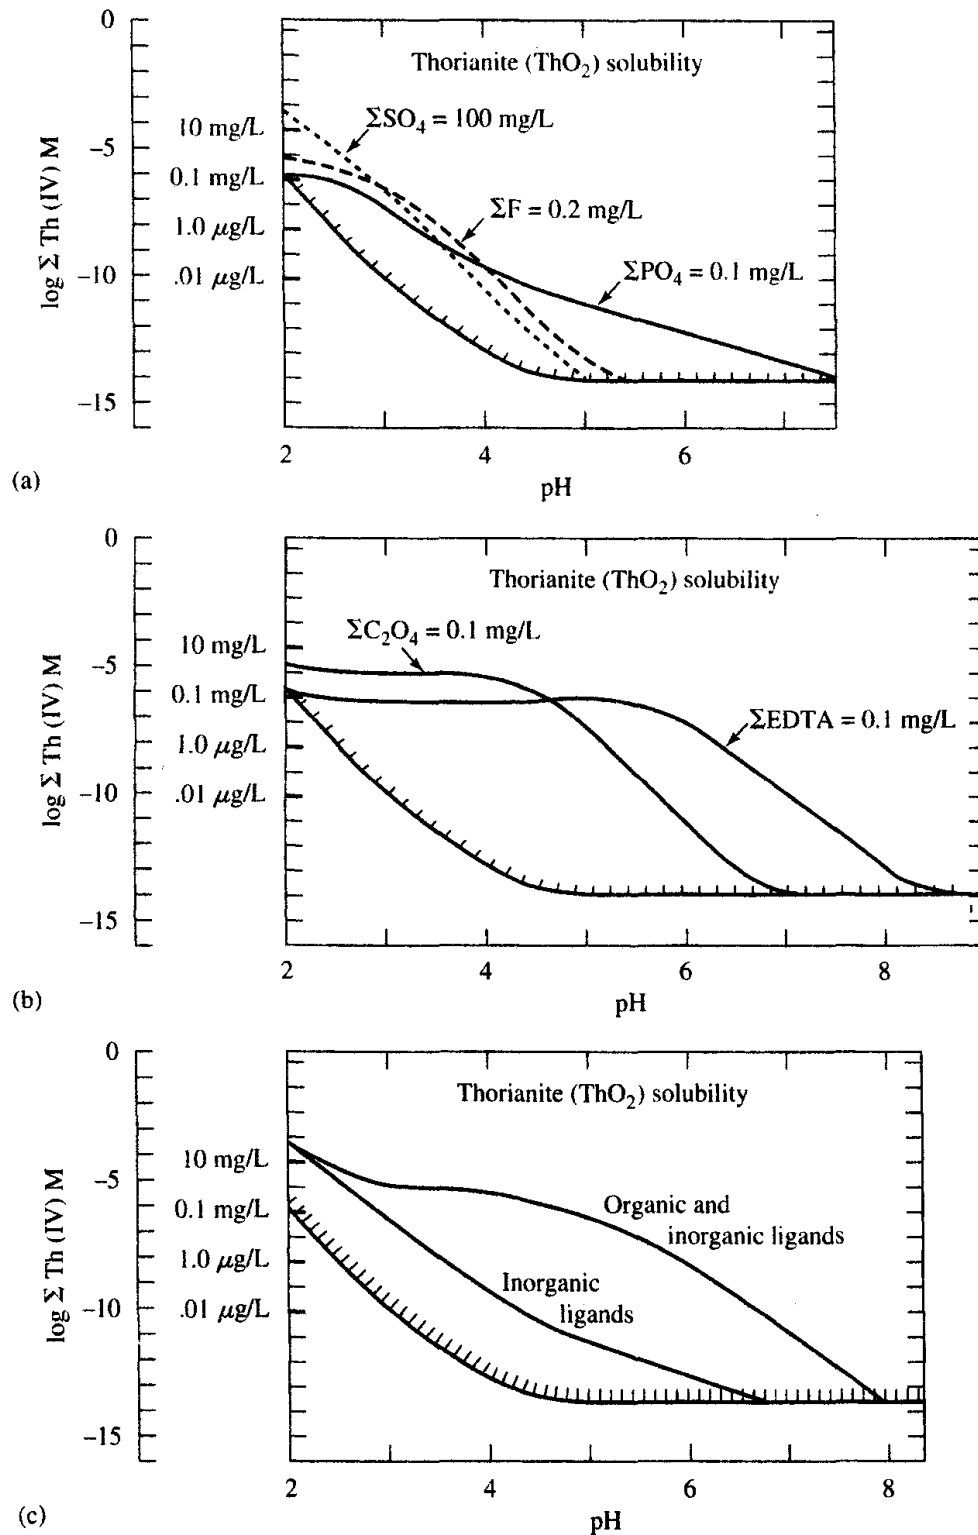 0
Thorianite (ThO₂) solubility
10 mg/L
ΣSO₄ = 100 mg/L
−5
0.1 mg/L
ΣF = 0.2 mg/L
1.0 μg/L
−10
.01 μg/L
ΣPO₄ = 0.1 mg/L
log Σ Th (IV) M
−15
2 4 6
(a)
pH
0
Thorianite (ThO₂) solubility
ΣC₂O₄ = 0.1 mg/L
10 mg/L
−5
0.1 mg/L
ΣEDTA = 0.1 mg/L
1.0 μg/L
−10
.01 μg/L
log Σ Th (IV) M
−15
2 4 6 8
(b)
pH
0
Thorianite (ThO₂) solubility
10 mg/L
−5
0.1 mg/L
Organic and
inorganic ligands
1.0 μg/L
Inorganic
ligands
−10
.01 μg/L
log Σ Th (IV) M
−15
2 4 6 8
(c)
pH